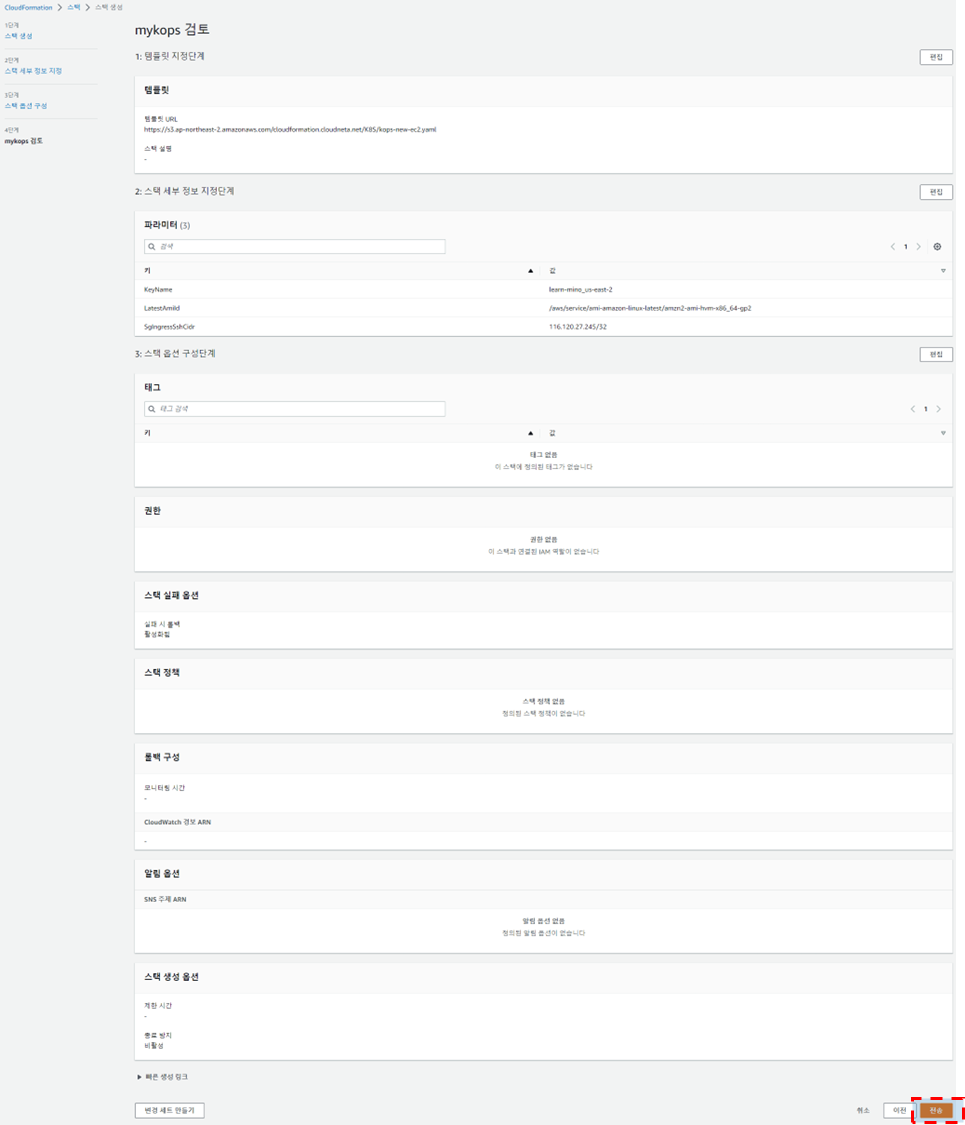 CloudFormation > 스택 > 스택 생성
1단계
스택 생성
2단계
스택 세부 정보 지정
3단계
스택 옵션 구성
4단계
mykops 검토
mykops 검토
1: 템플릿 지정단계
편집
템플릿
템플릿 URL
https://s3.ap-northeast-2.amazonaws.com/cloudformation.cloudneta.net/K8S/kops-new-ec2.yaml
스택 설명
-
2: 스택 세부 정보 지정단계
편집
파라미터 (3)
검색
1
키 값
KeyName learn-mino_us-east-2
LatestAmiId /aws/service/ami-amazon-linux-latest/amzn2-ami-hvm-x86_64-gp2
SgIngressSshCidr 116.120.27.245/32
3: 스택 옵션 구성단계
편집
태그
태그 검색
1
키 값
태그 없음
이 스택에 정의된 태그가 없습니다
권한
권한 없음
이 스택과 연결된 IAM 역할이 없습니다
스택 실패 옵션
실패 시 롤백
활성화됨
스택 정책
스택 정책 없음
정의된 스택 정책이 없습니다
롤백 구성
모니터링 시간
-
CloudWatch 경보 ARN
-
알림 옵션
SNS 주제 ARN
알림 옵션 없음
정의된 알림 옵션이 없습니다
스택 생성 옵션
제한 시간
-
종료 방지
비활성
빠른 생성 링크
변경 세트 만들기
취소 이전 전송